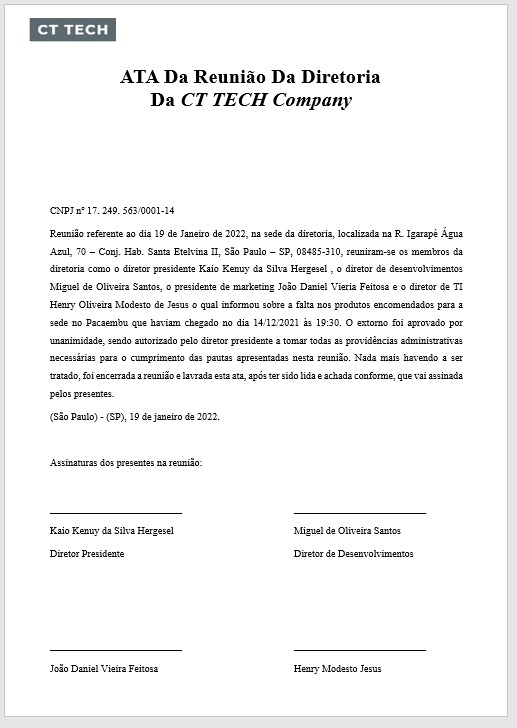 CT TECH
ATA Da Reunião Da Diretoria
Da CT TECH Company
CNPJ nº 17. 249. 563/0001-14
Reunião referente ao dia 19 de Janeiro de 2022, na sede da diretoria, localizada na R. Igarapé Água
Azul, 70 – Conj. Hab. Santa Etelvina II, São Paulo – SP, 08485-310, reuniram-se os membros da
diretoria como o diretor presidente Kaio Kenuy da Silva Hergesel , o diretor de desenvolvimentos
Miguel de Oliveira Santos, o presidente de marketing João Daniel Vieria Feitosa e o diretor de TI
Henry Oliveira Modesto de Jesus o qual informou sobre a falta nos produtos encomendados para a
sede no Pacaembu que haviam chegado no dia 14/12/2021 às 19:30. O extorno foi aprovado por
unanimidade, sendo autorizado pelo diretor presidente a tomar todas as providências administrativas
necessárias para o cumprimento das pautas apresentadas nesta reunião. Nada mais havendo a ser
tratado, foi encerrada a reunião e lavrada esta ata, após ter sido lida e achada conforme, que vai assinada
pelos presentes.
(São Paulo) - (SP), 19 de janeiro de 2022.
Assinaturas dos presentes na reunião:
Kaio Kenuy da Silva Hergesel
Miguel de Oliveira Santos
Diretor Presidente
Diretor de Desenvolvimentos
João Daniel Vieira Feitosa
Henry Modesto Jesus